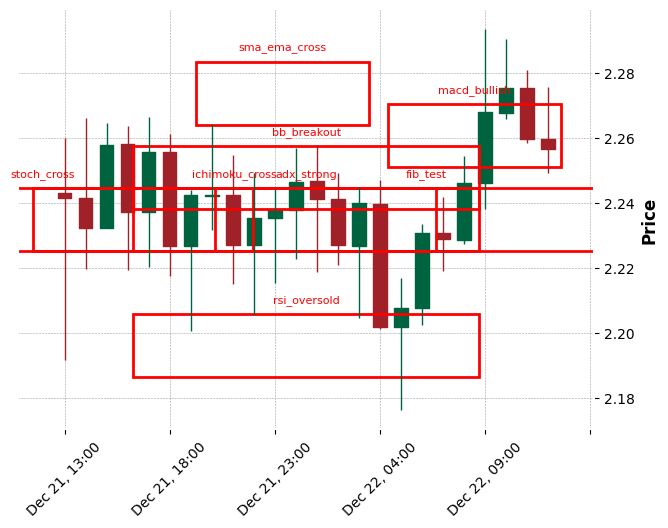 sma_ema_cross
2.28
macd_bullish
2.26
bb_breakout
stoch_cross
ichimoku_cross
adx_strong
fib_test
2.24
Price
2.22
rsi_oversold
2.20
2.18
Dec 21, 13:00
Dec 21, 18:00
Dec 21, 23:00
Dec 22, 04:00
Dec 22, 09:00